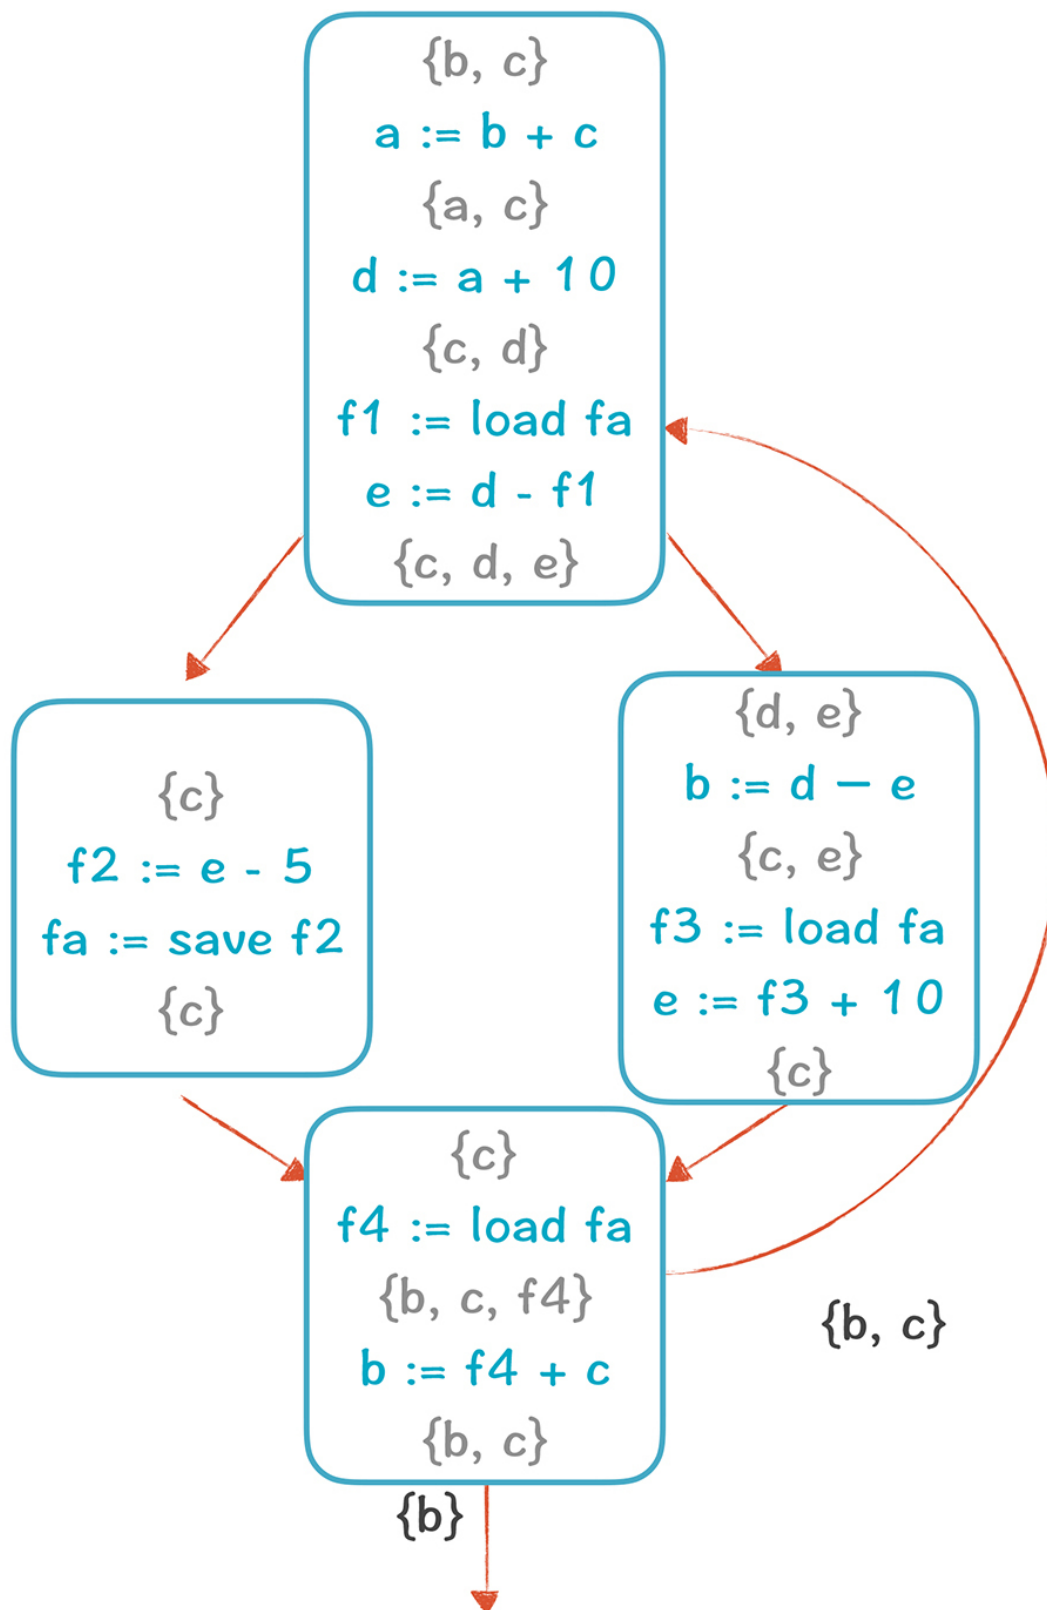 {b, c}
a := b + c
{a, c}
d := a + 10
{c, d}
f1 := load fa
e := d - f1
{c, d, e}
{c}
f2 := e - 5
fa := save f2
{c}
{d, e}
b := d — e
{c, e}
f3 := load fa
e := f3 + 10
{c}
{c}
f4 := load fa
{b, c, f4}
b := f4 + c
{b, c}
{b, c}
{b}